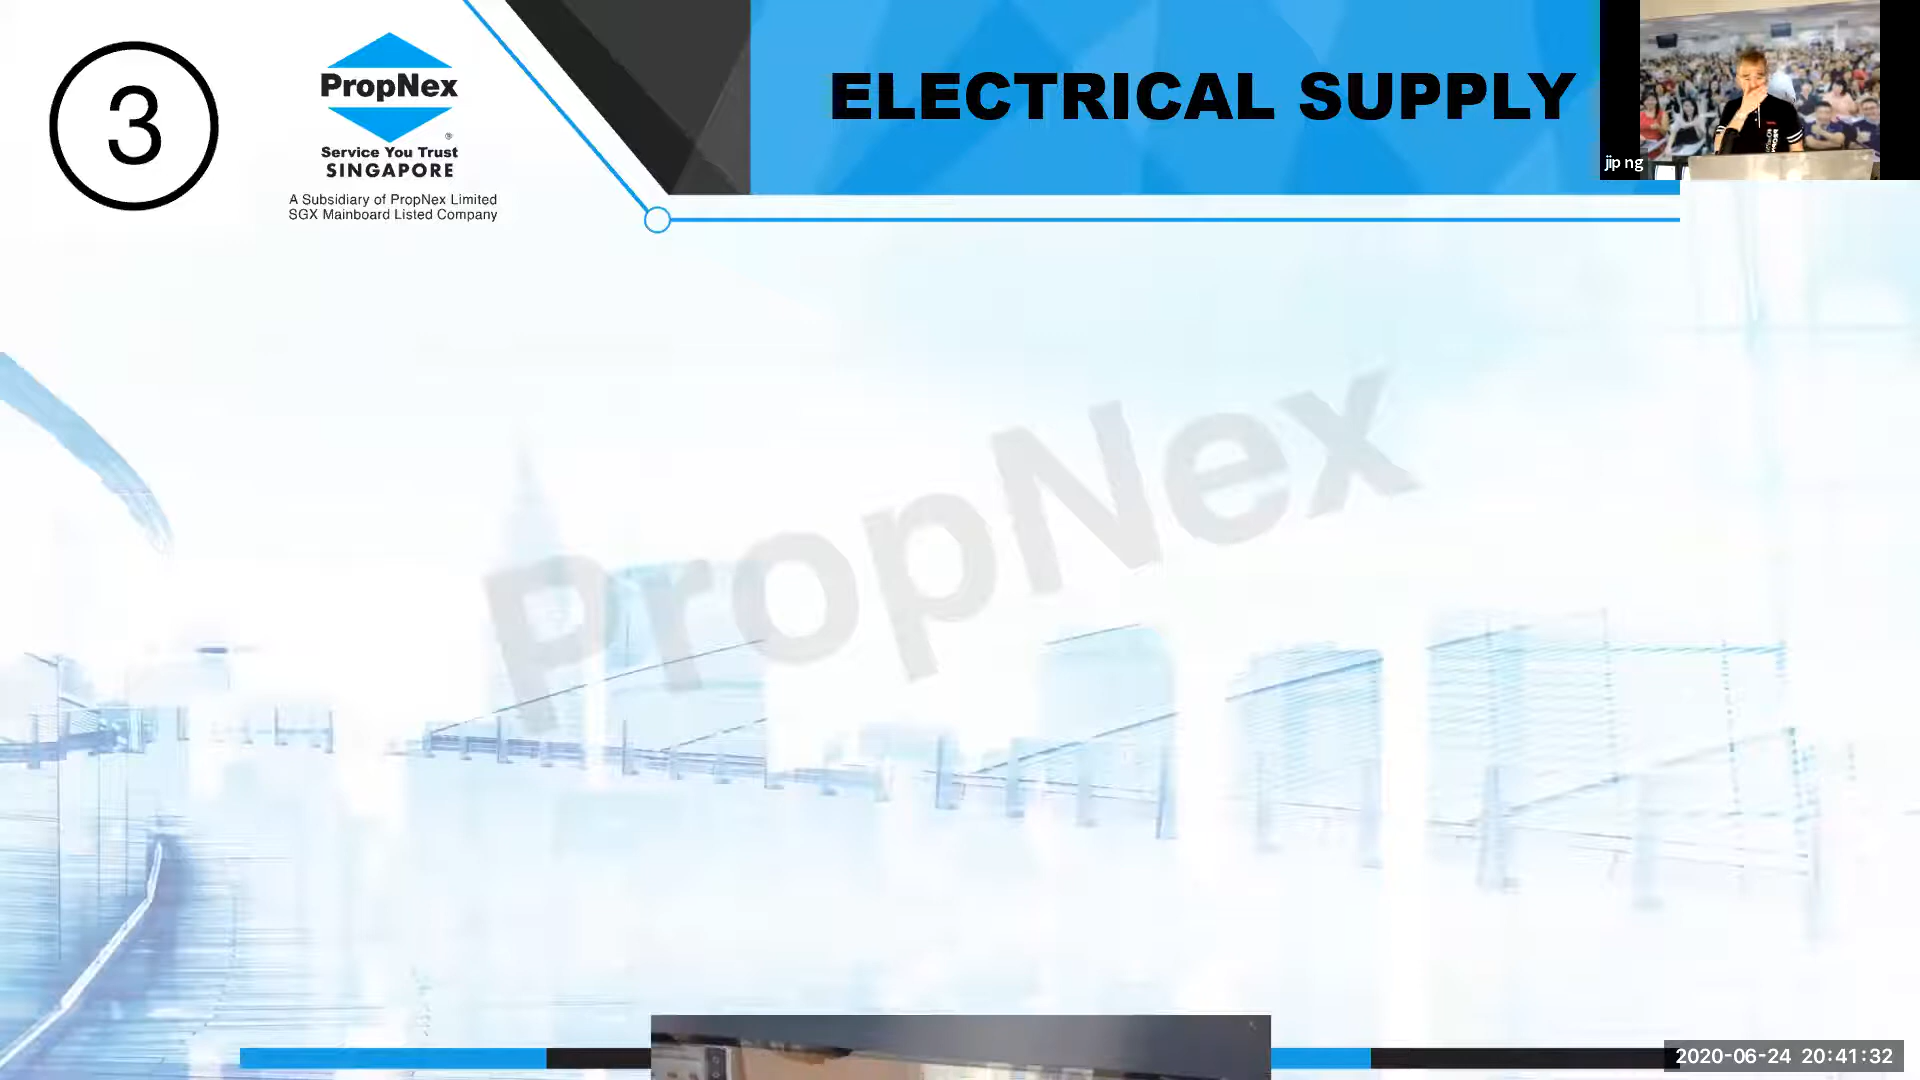 3
PropNex
®
Service You Trust
SINGAPORE
A Subsidiary of PropNex Limited
SGX Mainboard Listed Company
ELECTRICAL SUPPLY
jip ng
PropNex
2020-06-24 20:41:32